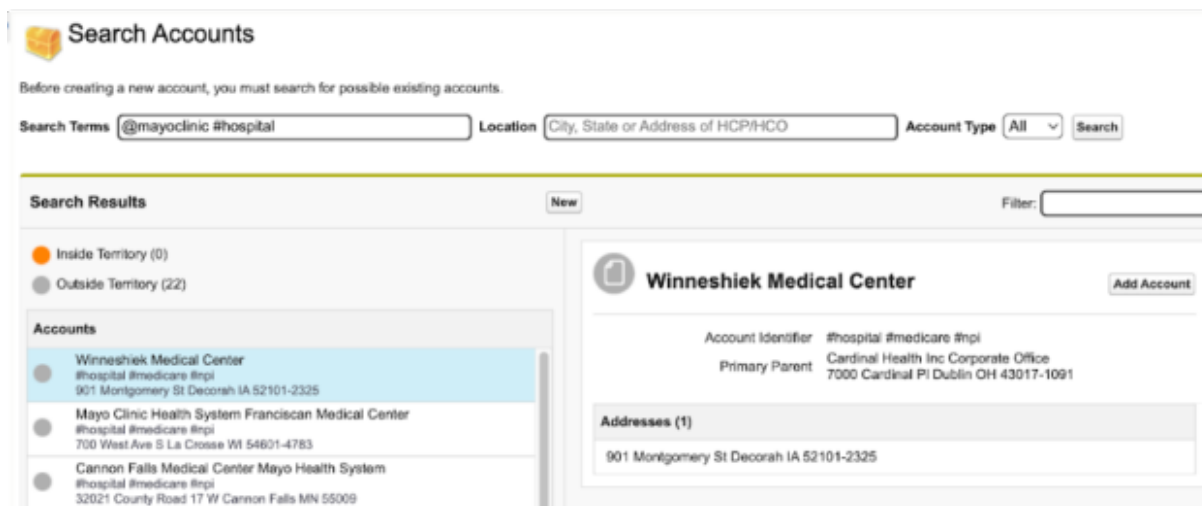 Search Accounts
Before creating a new account, you must search for possible existing accounts.
Search Terms @mayoclinic #hospital Location City, State or Address of HCP/HCO Account Type All Search
Search Results New Filter:
Inside Territory (0)
Outside Territory (22)
Accounts
Winneshiek Medical Center
#hospital #medicare #npi
901 Montgomery St Decorah IA 52101-2325
Mayo Clinic Health System Franciscan Medical Center
#hospital #medicare #npi
700 West Ave S La Crosse WI 54601-4783
Cannon Falls Medical Center Mayo Health System
#hospital #medicare #npi
32021 County Road 17 W Cannon Falls MN 55009
Winneshiek Medical Center Add Account
Account Identifier #hospital #medicare #npi
Primary Parent Cardinal Health Inc Corporate Office
7000 Cardinal Pl Dublin OH 43017-1091
Addresses (1)
901 Montgomery St Decorah IA 52101-2325